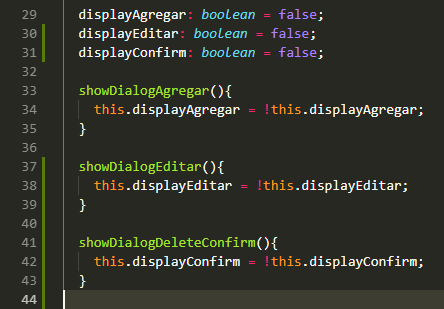 29 displayAgregar: boolean = false;
30 displayEditar: boolean = false;
31 displayConfirm: boolean = false;
32
33 showDialogAgregar(){
34 this.displayAgregar = !this.displayAgregar;
35 }
36
37 showDialogEditar(){
38 this.displayEditar = !this.displayEditar;
39 }
40
41 showDialogDeleteConfirm(){
42 this.displayConfirm = !this.displayConfirm;
43 }
44